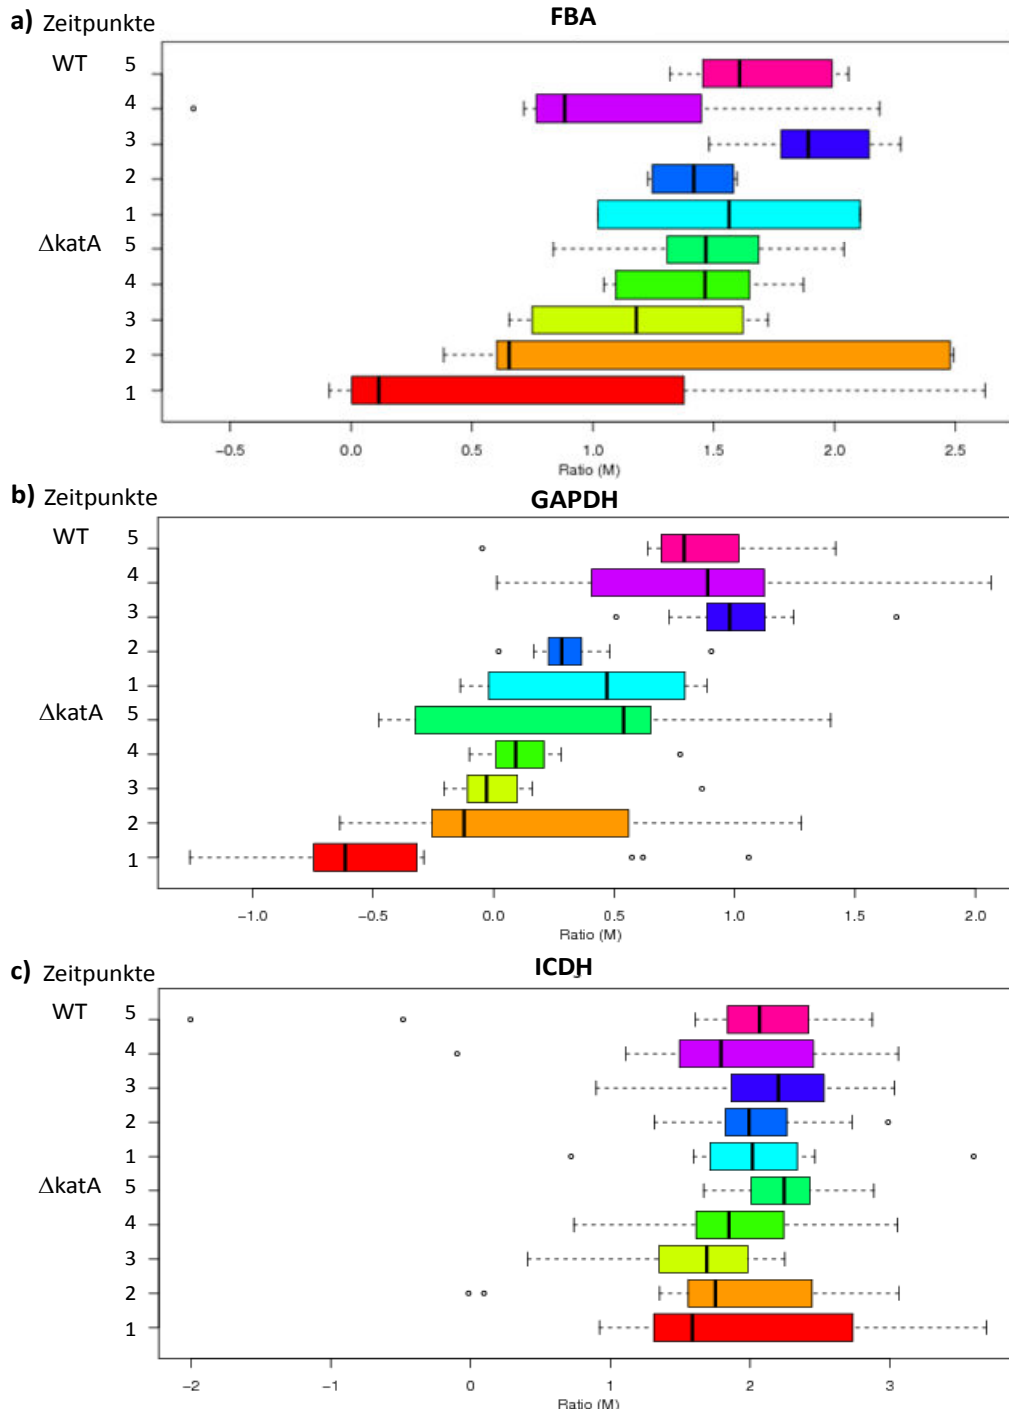 a) Zeitpunkte FBA
WT 5
4
3
2
1
ΔkatA 5
4
3
2
1
−0.5 0.0 0.5 1.0 1.5 2.0 2.5
Ratio (M)
b) Zeitpunkte GAPDH
WT 5
4
3
2
1
ΔkatA 5
4
3
2
1
−1.0 −0.5 0.0 0.5 1.0 1.5 2.0
Ratio (M)
c) Zeitpunkte ICDH
WT 5
4
3
2
1
ΔkatA 5
4
3
2
1
−2 −1 0 1 2 3
Ratio (M)